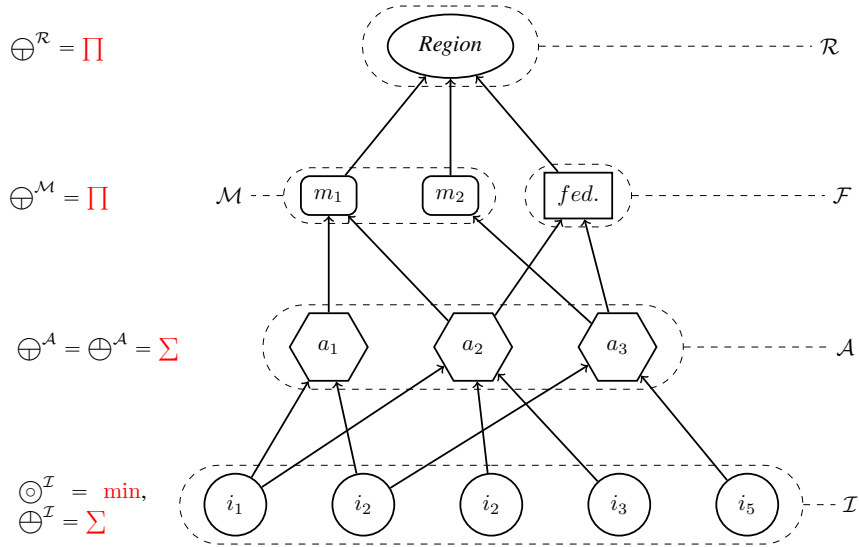 ⊕^ℛ = ∏ Region ℛ
⊕^ℳ = ∏ ℳ m₁ m₂ fed. ℱ
⊕^𝒜 = ⊕^𝒜 = ∑ a₁ a₂ a₃ 𝒜
⊚^ℐ = min,
⊕^ℐ = ∑ i₁ i₂ i₂ i₃ i₅ ℐ